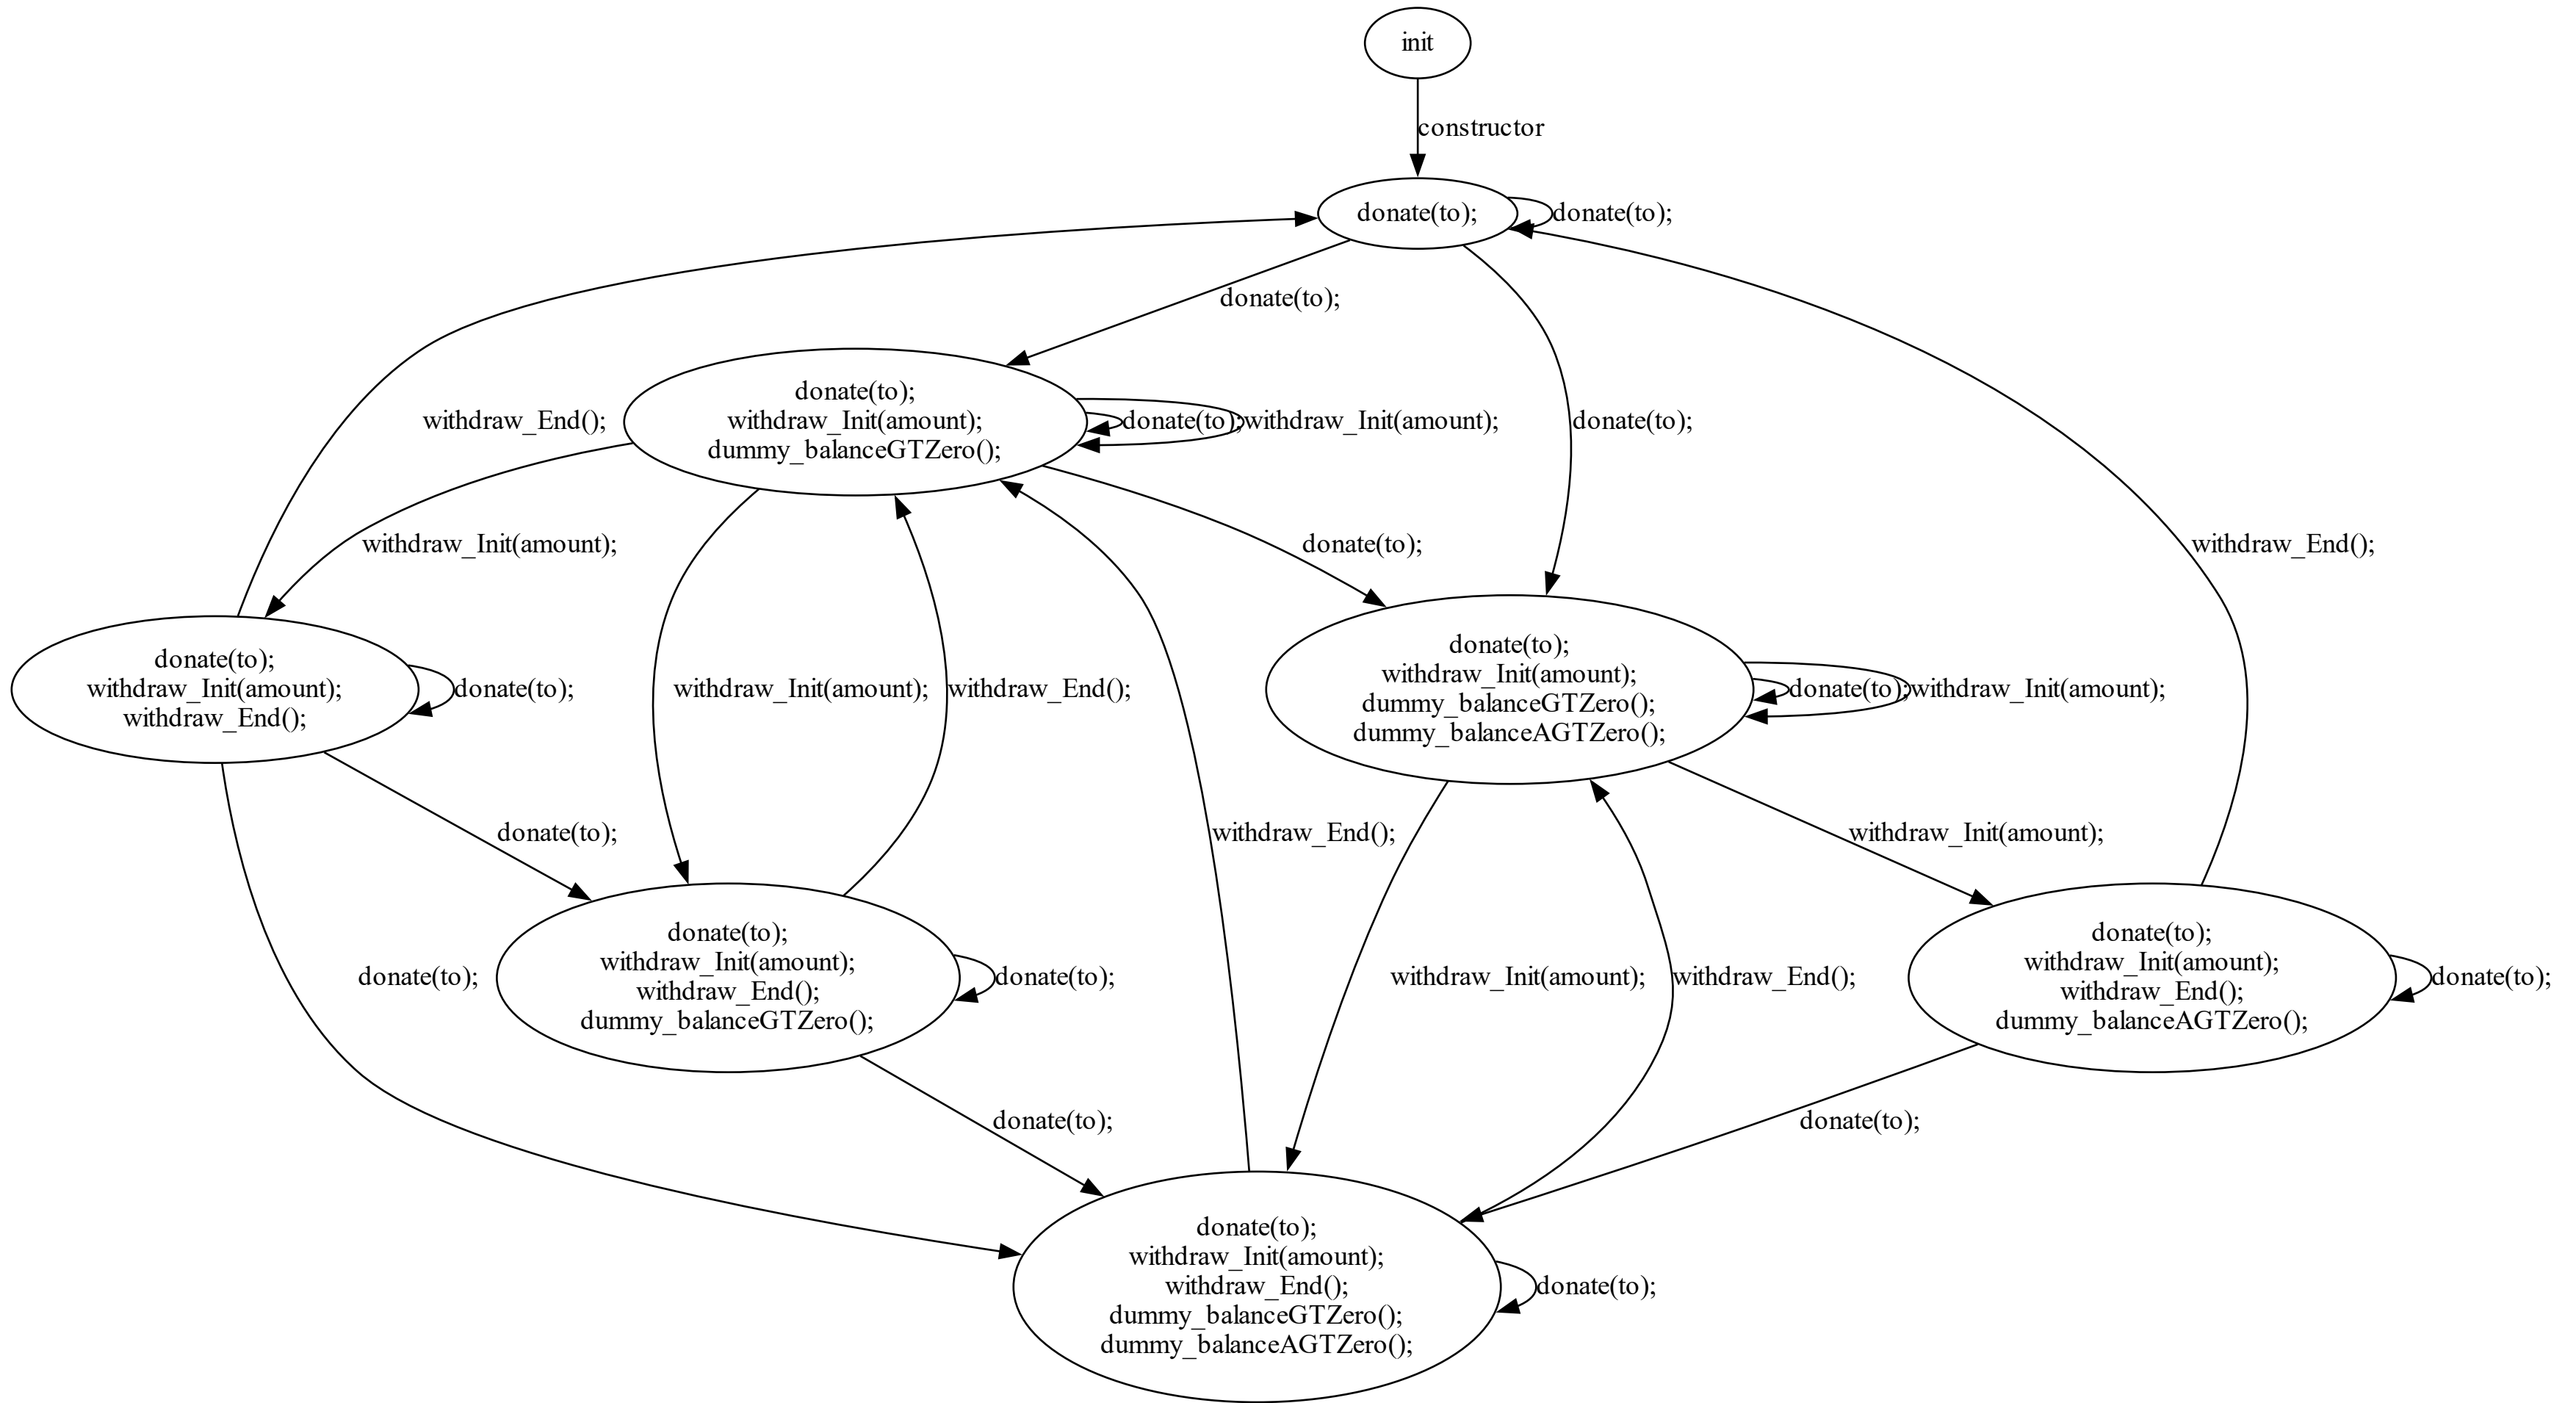 init
constructor
donate(to);
donate(to);
donate(to);
donate(to);
withdraw_Init(amount);
dummy_balanceGTZero();
donate(to);
withdraw_Init(amount);
withdraw_End();
donate(to);
withdraw_Init(amount);
donate(to);
withdraw_End();
donate(to);
withdraw_Init(amount);
withdraw_End();
donate(to);
withdraw_Init(amount);
withdraw_End();
donate(to);
withdraw_Init(amount);
dummy_balanceGTZero();
dummy_balanceAGTZero();
donate(to);
withdraw_Init(amount);
donate(to);
withdraw_End();
withdraw_Init(amount);
donate(to);
donate(to);
withdraw_Init(amount);
withdraw_End();
dummy_balanceGTZero();
donate(to);
withdraw_Init(amount);
withdraw_End();
donate(to);
withdraw_Init(amount);
withdraw_End();
dummy_balanceAGTZero();
donate(to);
donate(to);
donate(to);
donate(to);
withdraw_Init(amount);
withdraw_End();
dummy_balanceGTZero();
dummy_balanceAGTZero();
donate(to);